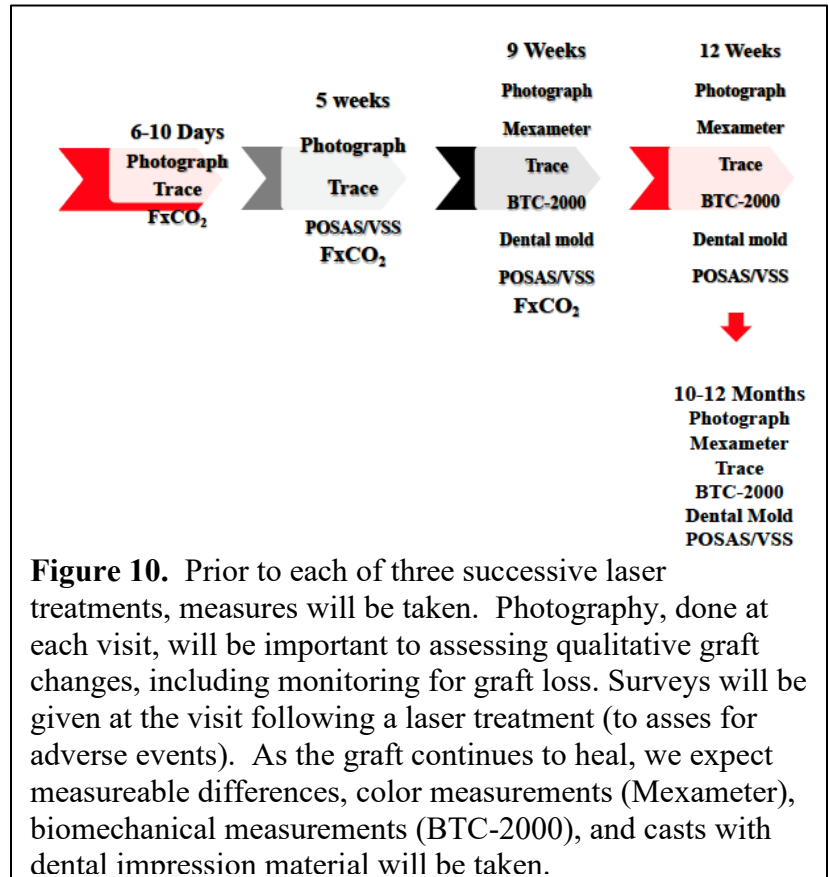 6-10 Days
Photograph
Trace
FxCO₂
5 weeks
Photograph
Trace
POSAS/VSS
FxCO₂
9 Weeks
Photograph
Mexameter
Trace
BTC-2000
Dental mold
POSAS/VSS
FxCO₂
12 Weeks
Photograph
Mexameter
Trace
BTC-2000
Dental mold
POSAS/VSS
10-12 Months
Photograph
Mexameter
Trace
BTC-2000
Dental Mold
POSAS/VSS
Figure 10. Prior to each of three successive laser
treatments, measures will be taken. Photography, done at
each visit, will be important to assessing qualitative graft
changes, including monitoring for graft loss. Surveys will be
given at the visit following a laser treatment (to asses for
adverse events). As the graft continues to heal, we expect
measureable differences, color measurements (Mexameter),
biomechanical measurements (BTC-2000), and casts with
dental impression material will be taken.